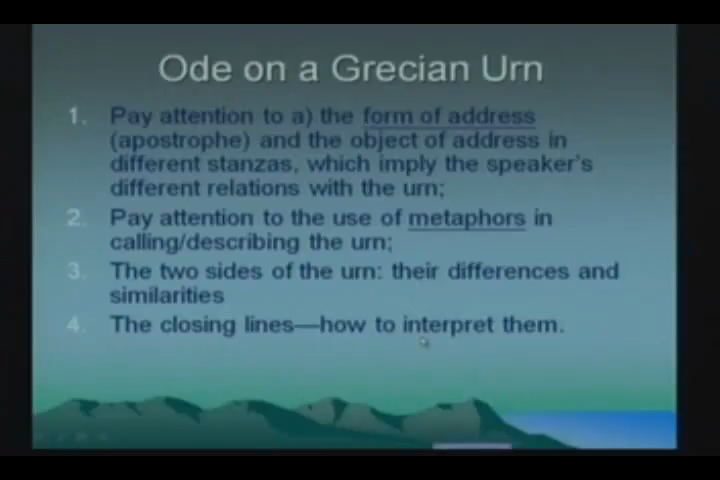 Ode on a Grecian Urn
1. Pay attention to a) the form of address
(apostrophe) and the object of address in
different stanzas, which imply the speaker's
different relations with the urn;
2. Pay attention to the use of metaphors in
calling/describing the urn;
3. The two sides of the urn: their differences and
similarities
4. The closing lines—how to interpret them.